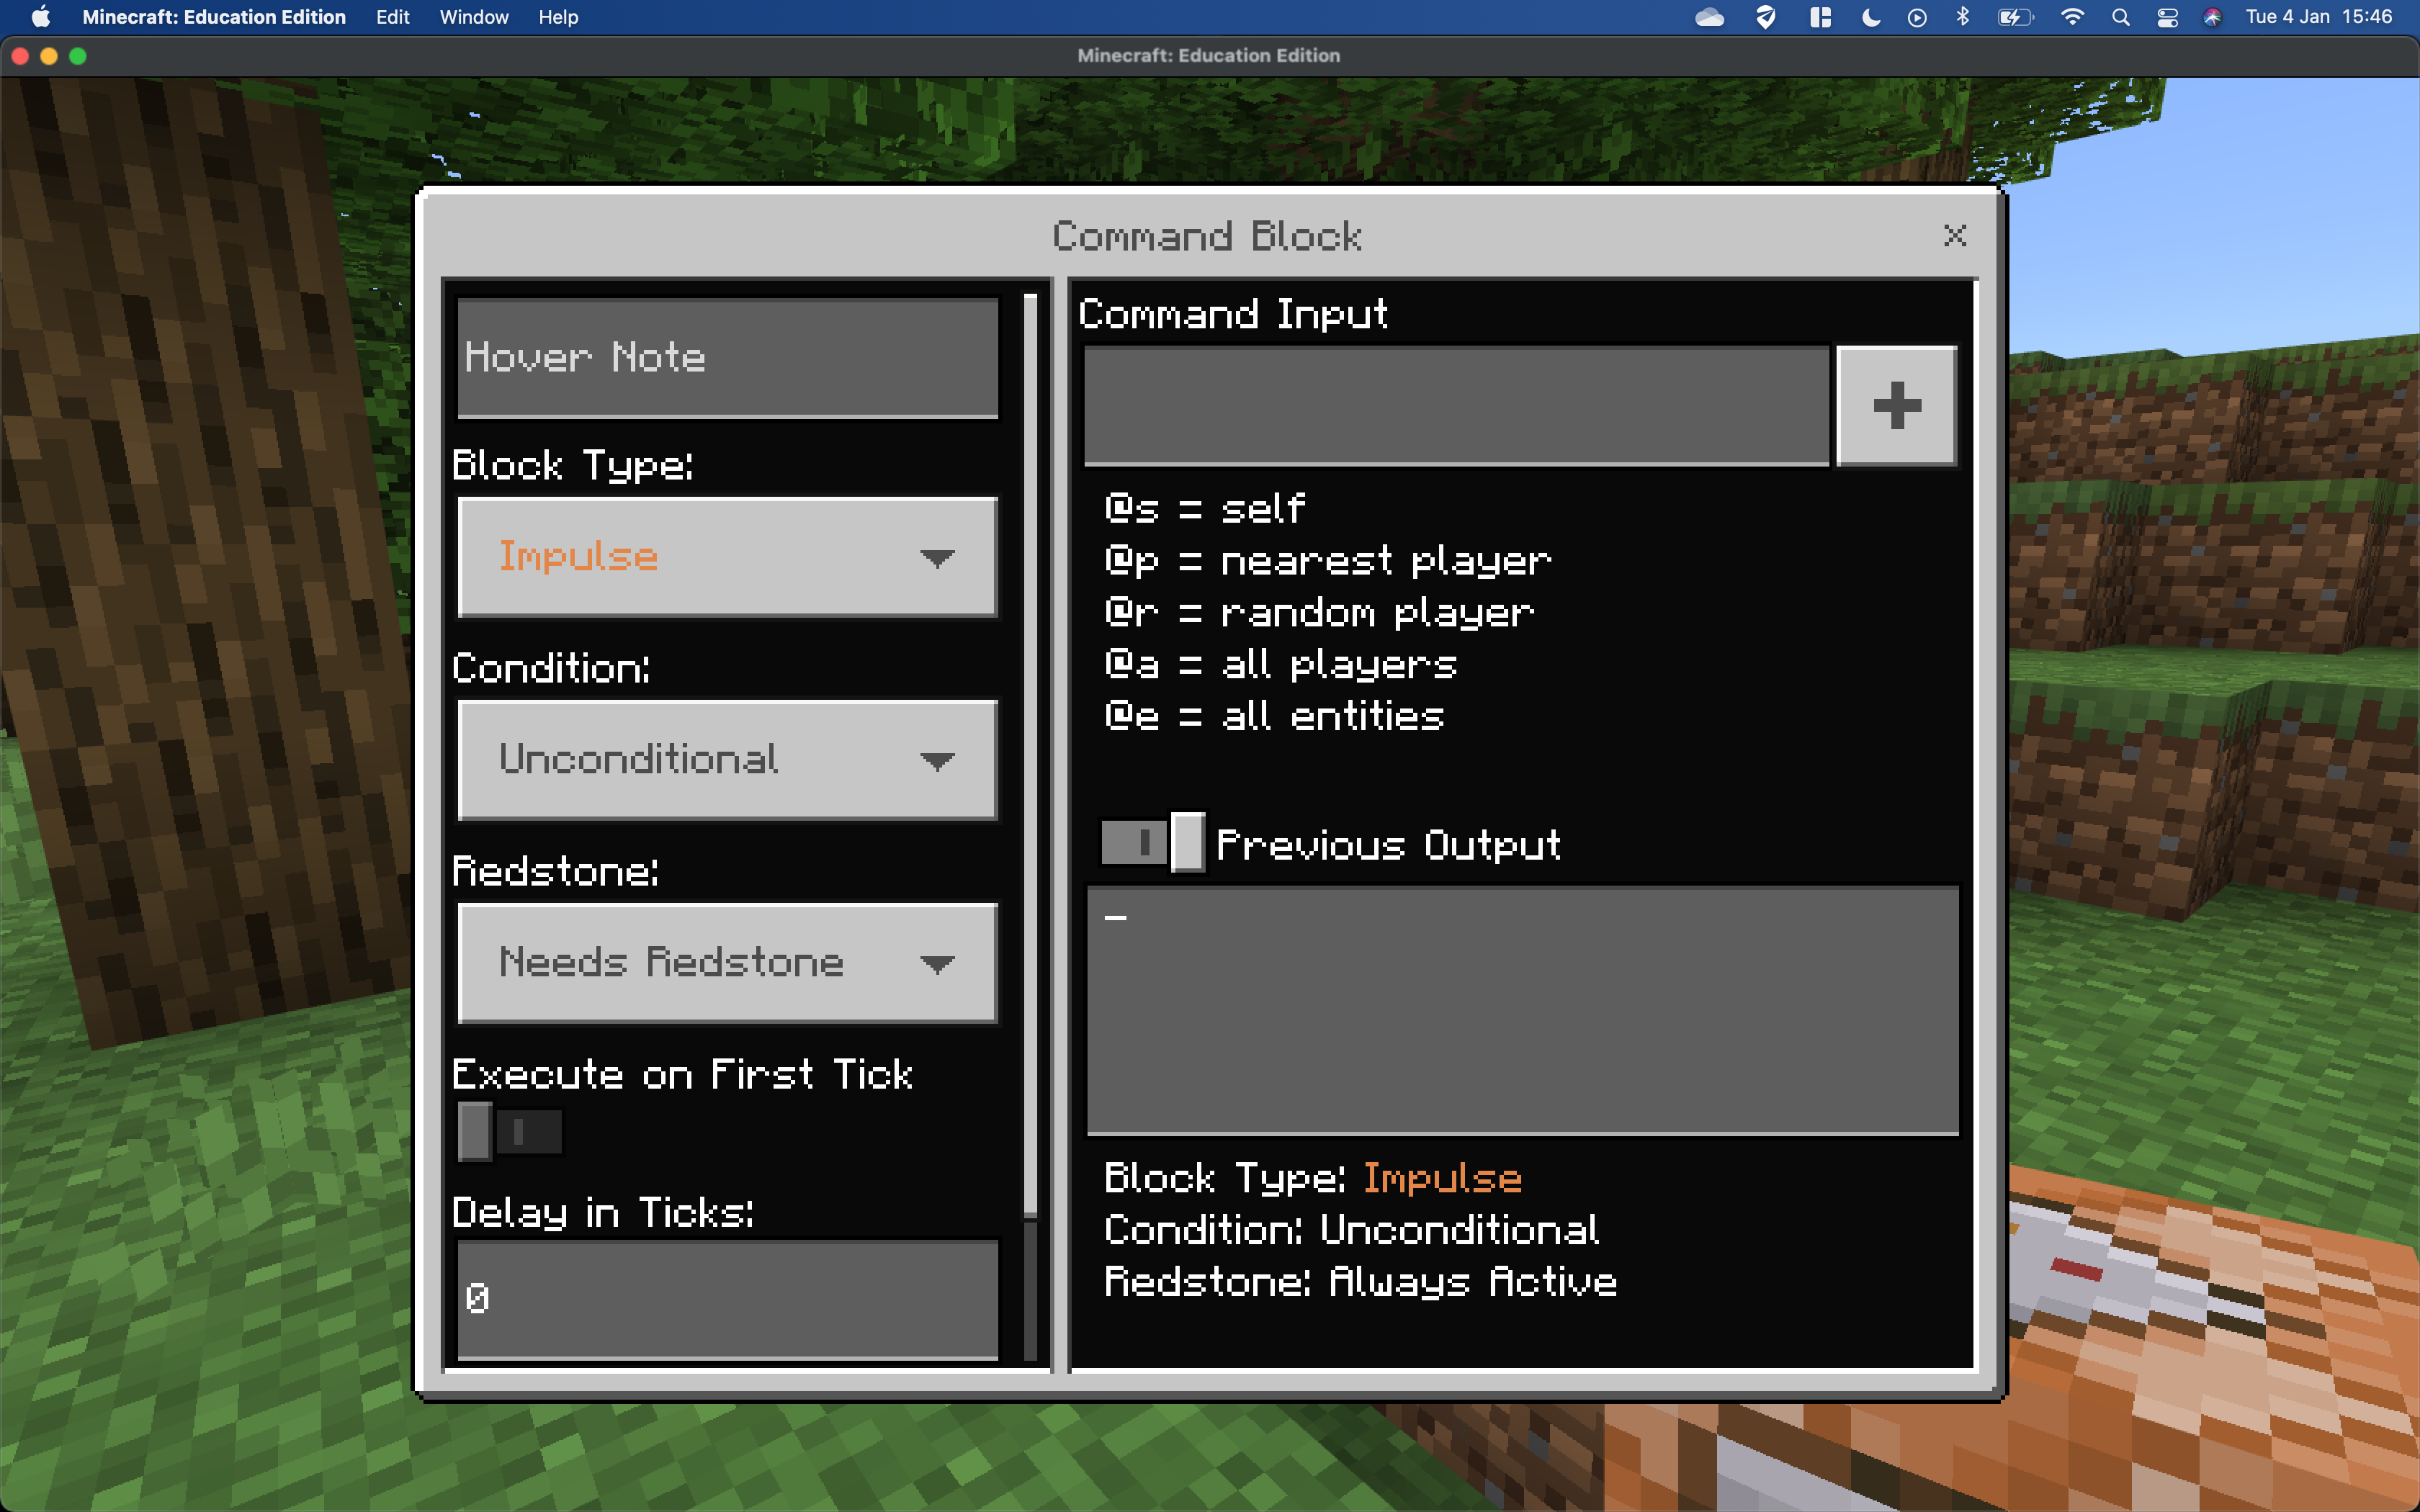 Minecraft: Education Edition Edit Window Help Tue 4 Jan 15:46
Minecraft: Education Edition
Command Block
Hover Note
Block Type:
Impulse
Condition:
Unconditional
Redstone:
Needs Redstone
Execute on First Tick
Delay in Ticks:
0
Command Input
@s = self
@p = nearest player
@r = random player
@a = all players
@e = all entities
Previous Output
-
Block Type: Impulse
Condition: Unconditional
Redstone: Always Active